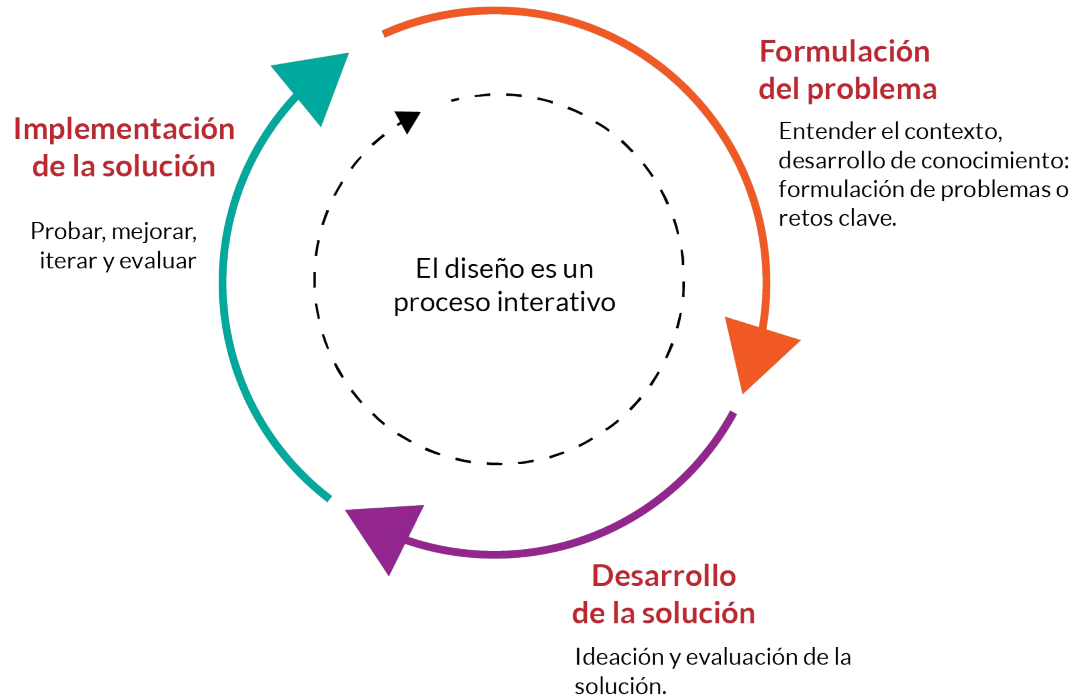 Formulación
del problema
Entender el contexto,
desarrollo de conocimiento:
formulación de problemas o
retos clave.
Implementación
de la solución
Probar, mejorar,
iterar y evaluar
El diseño es un
proceso interativo
Desarrollo
de la solución
Ideación y evaluación de la
solución.